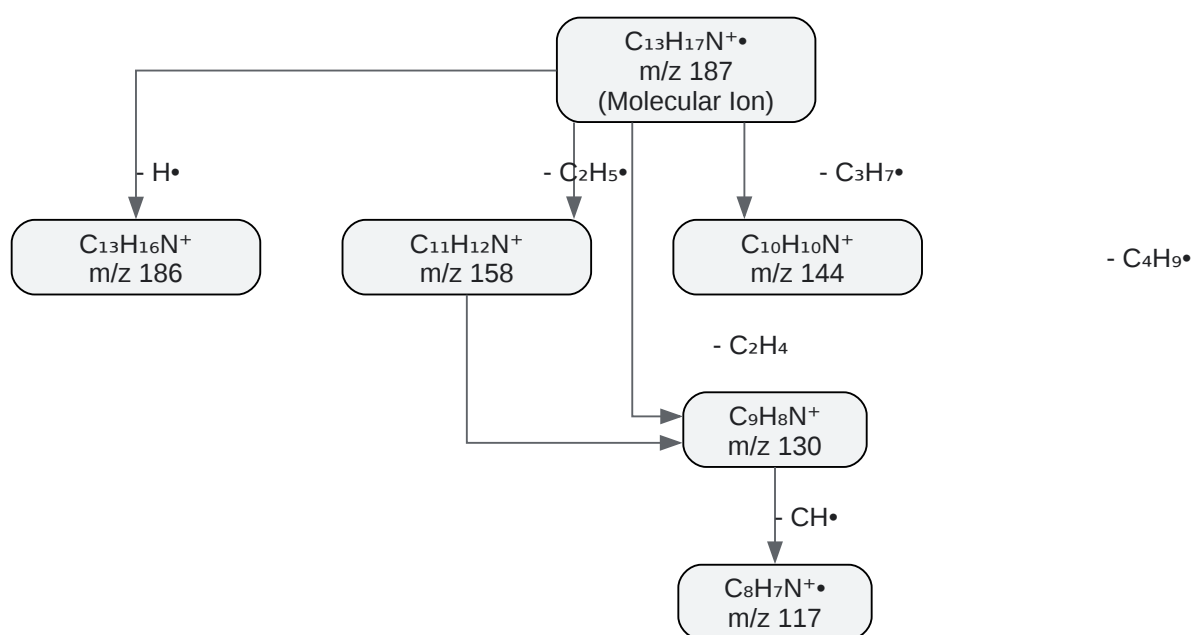 C₁₃H₁₇N⁺•
m/z 187
(Molecular Ion)
- H•
- C₂H₅•
- C₃H₇•
C₁₃H₁₆N⁺
m/z 186
C₁₁H₁₂N⁺
m/z 158
C₁₀H₁₀N⁺
m/z 144
- C₄H₉•
- C₂H₄
C₉H₈N⁺
m/z 130
- CH•
C₈H₇N⁺•
m/z 117